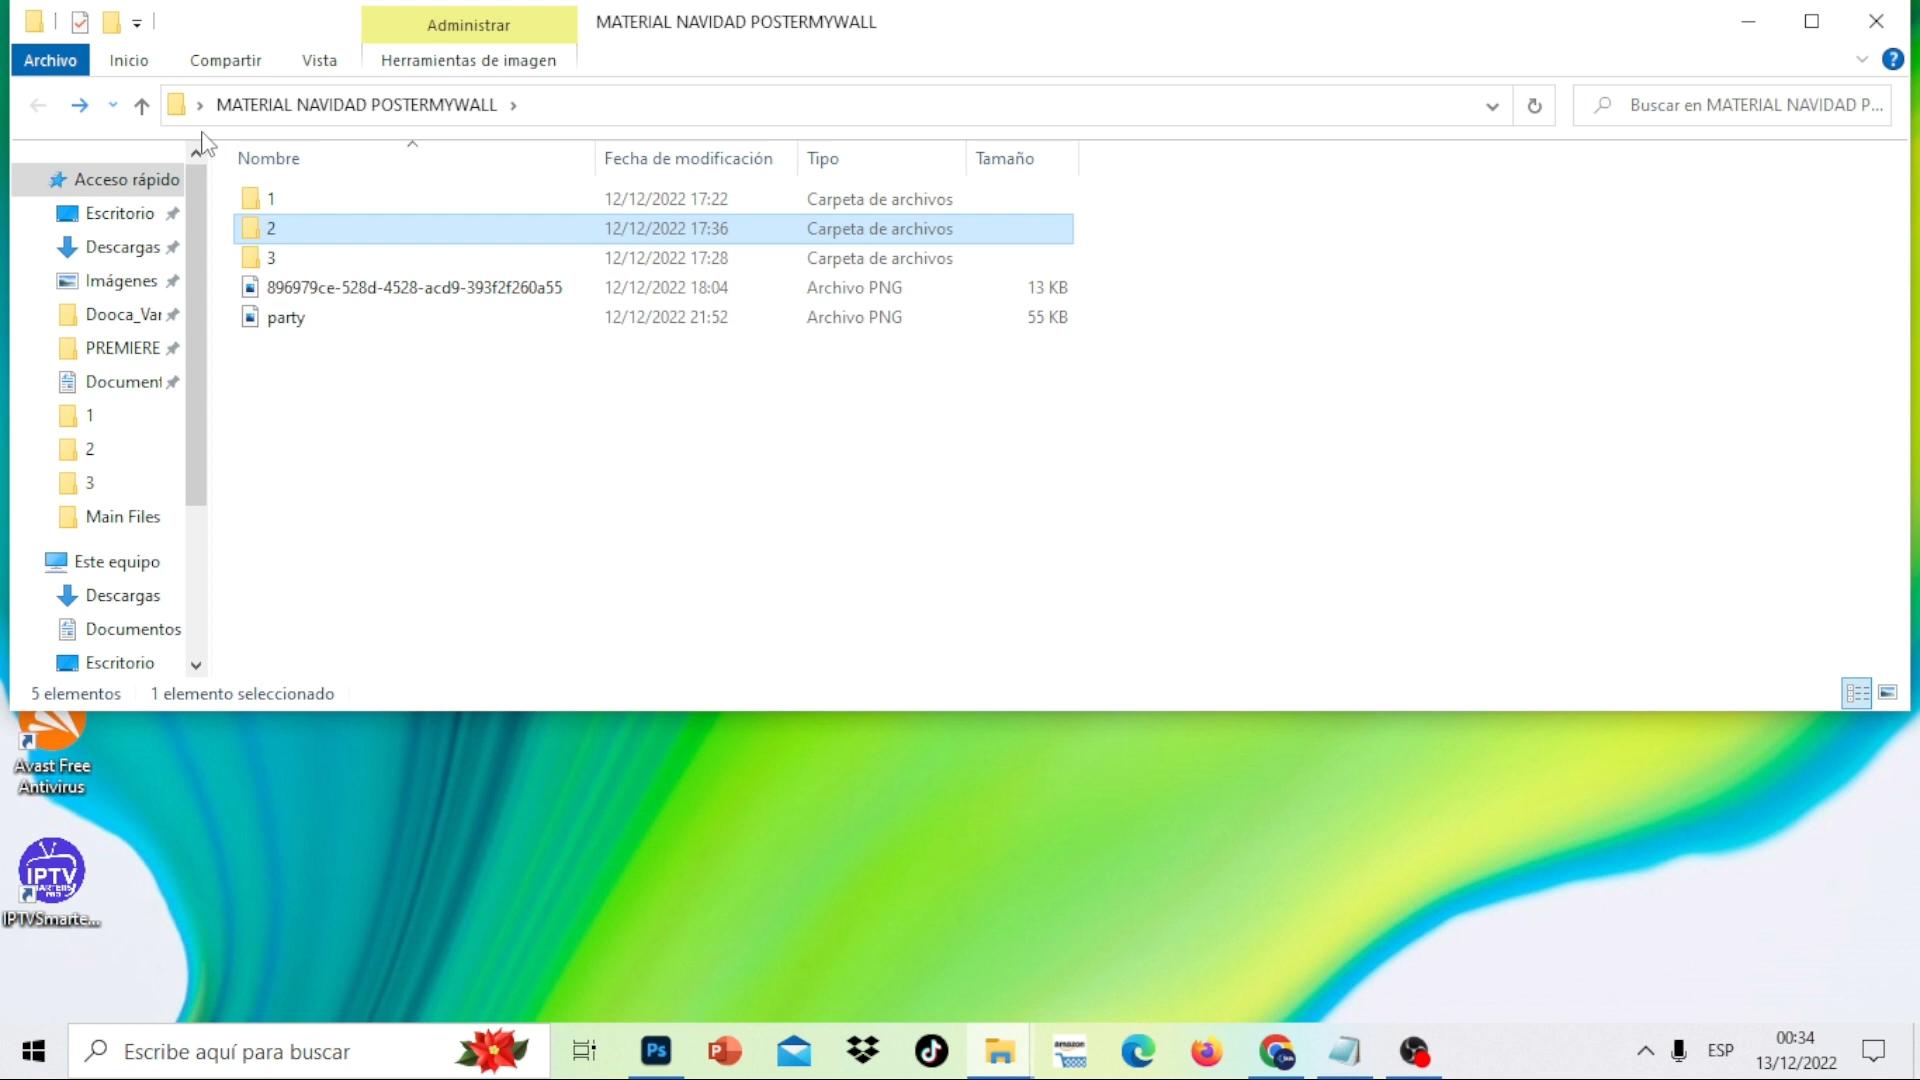 Administrar
MATERIAL NAVIDAD POSTERMYWALL
Archivo
Inicio
Compartir
Vista
Herramientas de imagen
MATERIAL NAVIDAD POSTERMYWALL
Buscar en MATERIAL NAVIDAD P...
Nombre
Fecha de modificación
Tipo
Tamaño
1 12/12/2022 17:22 Carpeta de archivos
2 12/12/2022 17:36 Carpeta de archivos
3 12/12/2022 17:28 Carpeta de archivos
896979ce-528d-4528-acd9-393f2f260a55 12/12/2022 18:04 Archivo PNG 13 KB
party 12/12/2022 21:52 Archivo PNG 55 KB
Acceso rápido
Escritorio
Descargas
Imágenes
Dooca_Var
PREMIERE
Document
1
2
3
Main Files
Este equipo
Descargas
Documentos
Escritorio
5 elementos
1 elemento seleccionado
Avast Free
Antivirus
IPTV
IPTVSmarte...
Escribe aquí para buscar
Ps
P
amazon
ESP
00:34
13/12/2022